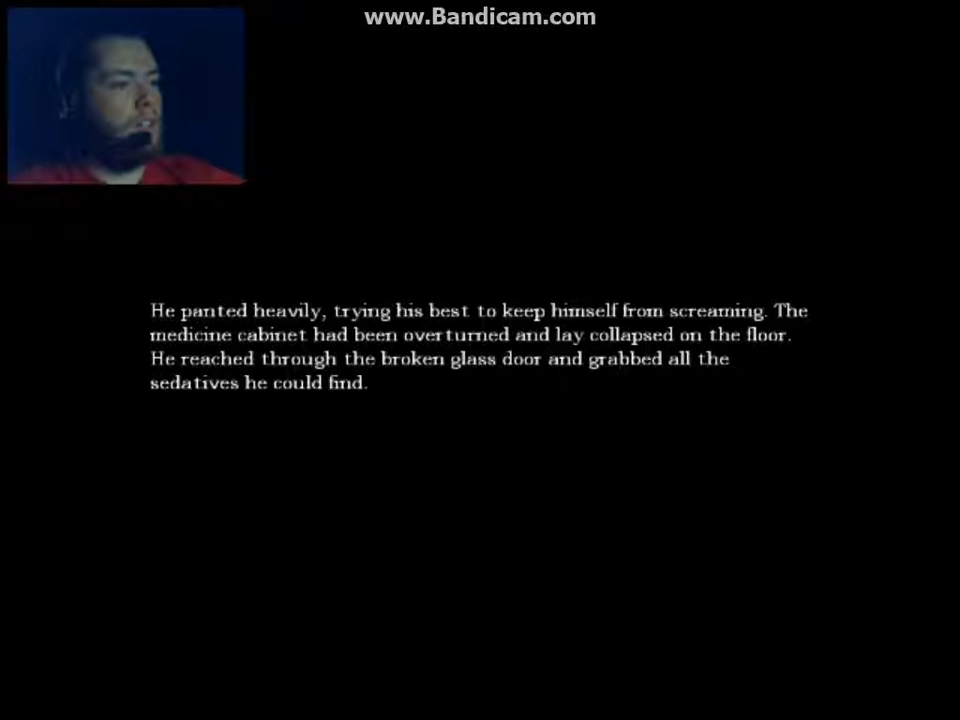 www.Bandicam.com
He panted heavily, trying his best to keep himself from screaming. The
medicine cabinet had been overturned and lay collapsed on the floor.
He reached through the broken glass door and grabbed all the
sedatives he could find.